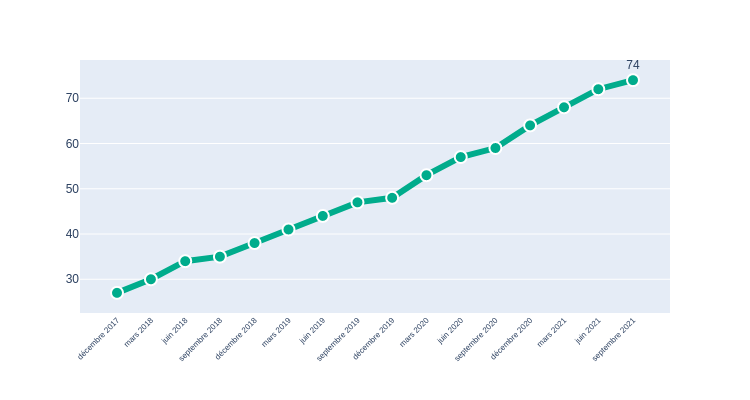 74
70
60
50
40
30
décembre 2017
mars 2018
juin 2018
septembre 2018
décembre 2018
mars 2019
juin 2019
septembre 2019
décembre 2019
mars 2020
juin 2020
septembre 2020
décembre 2020
mars 2021
juin 2021
septembre 2021